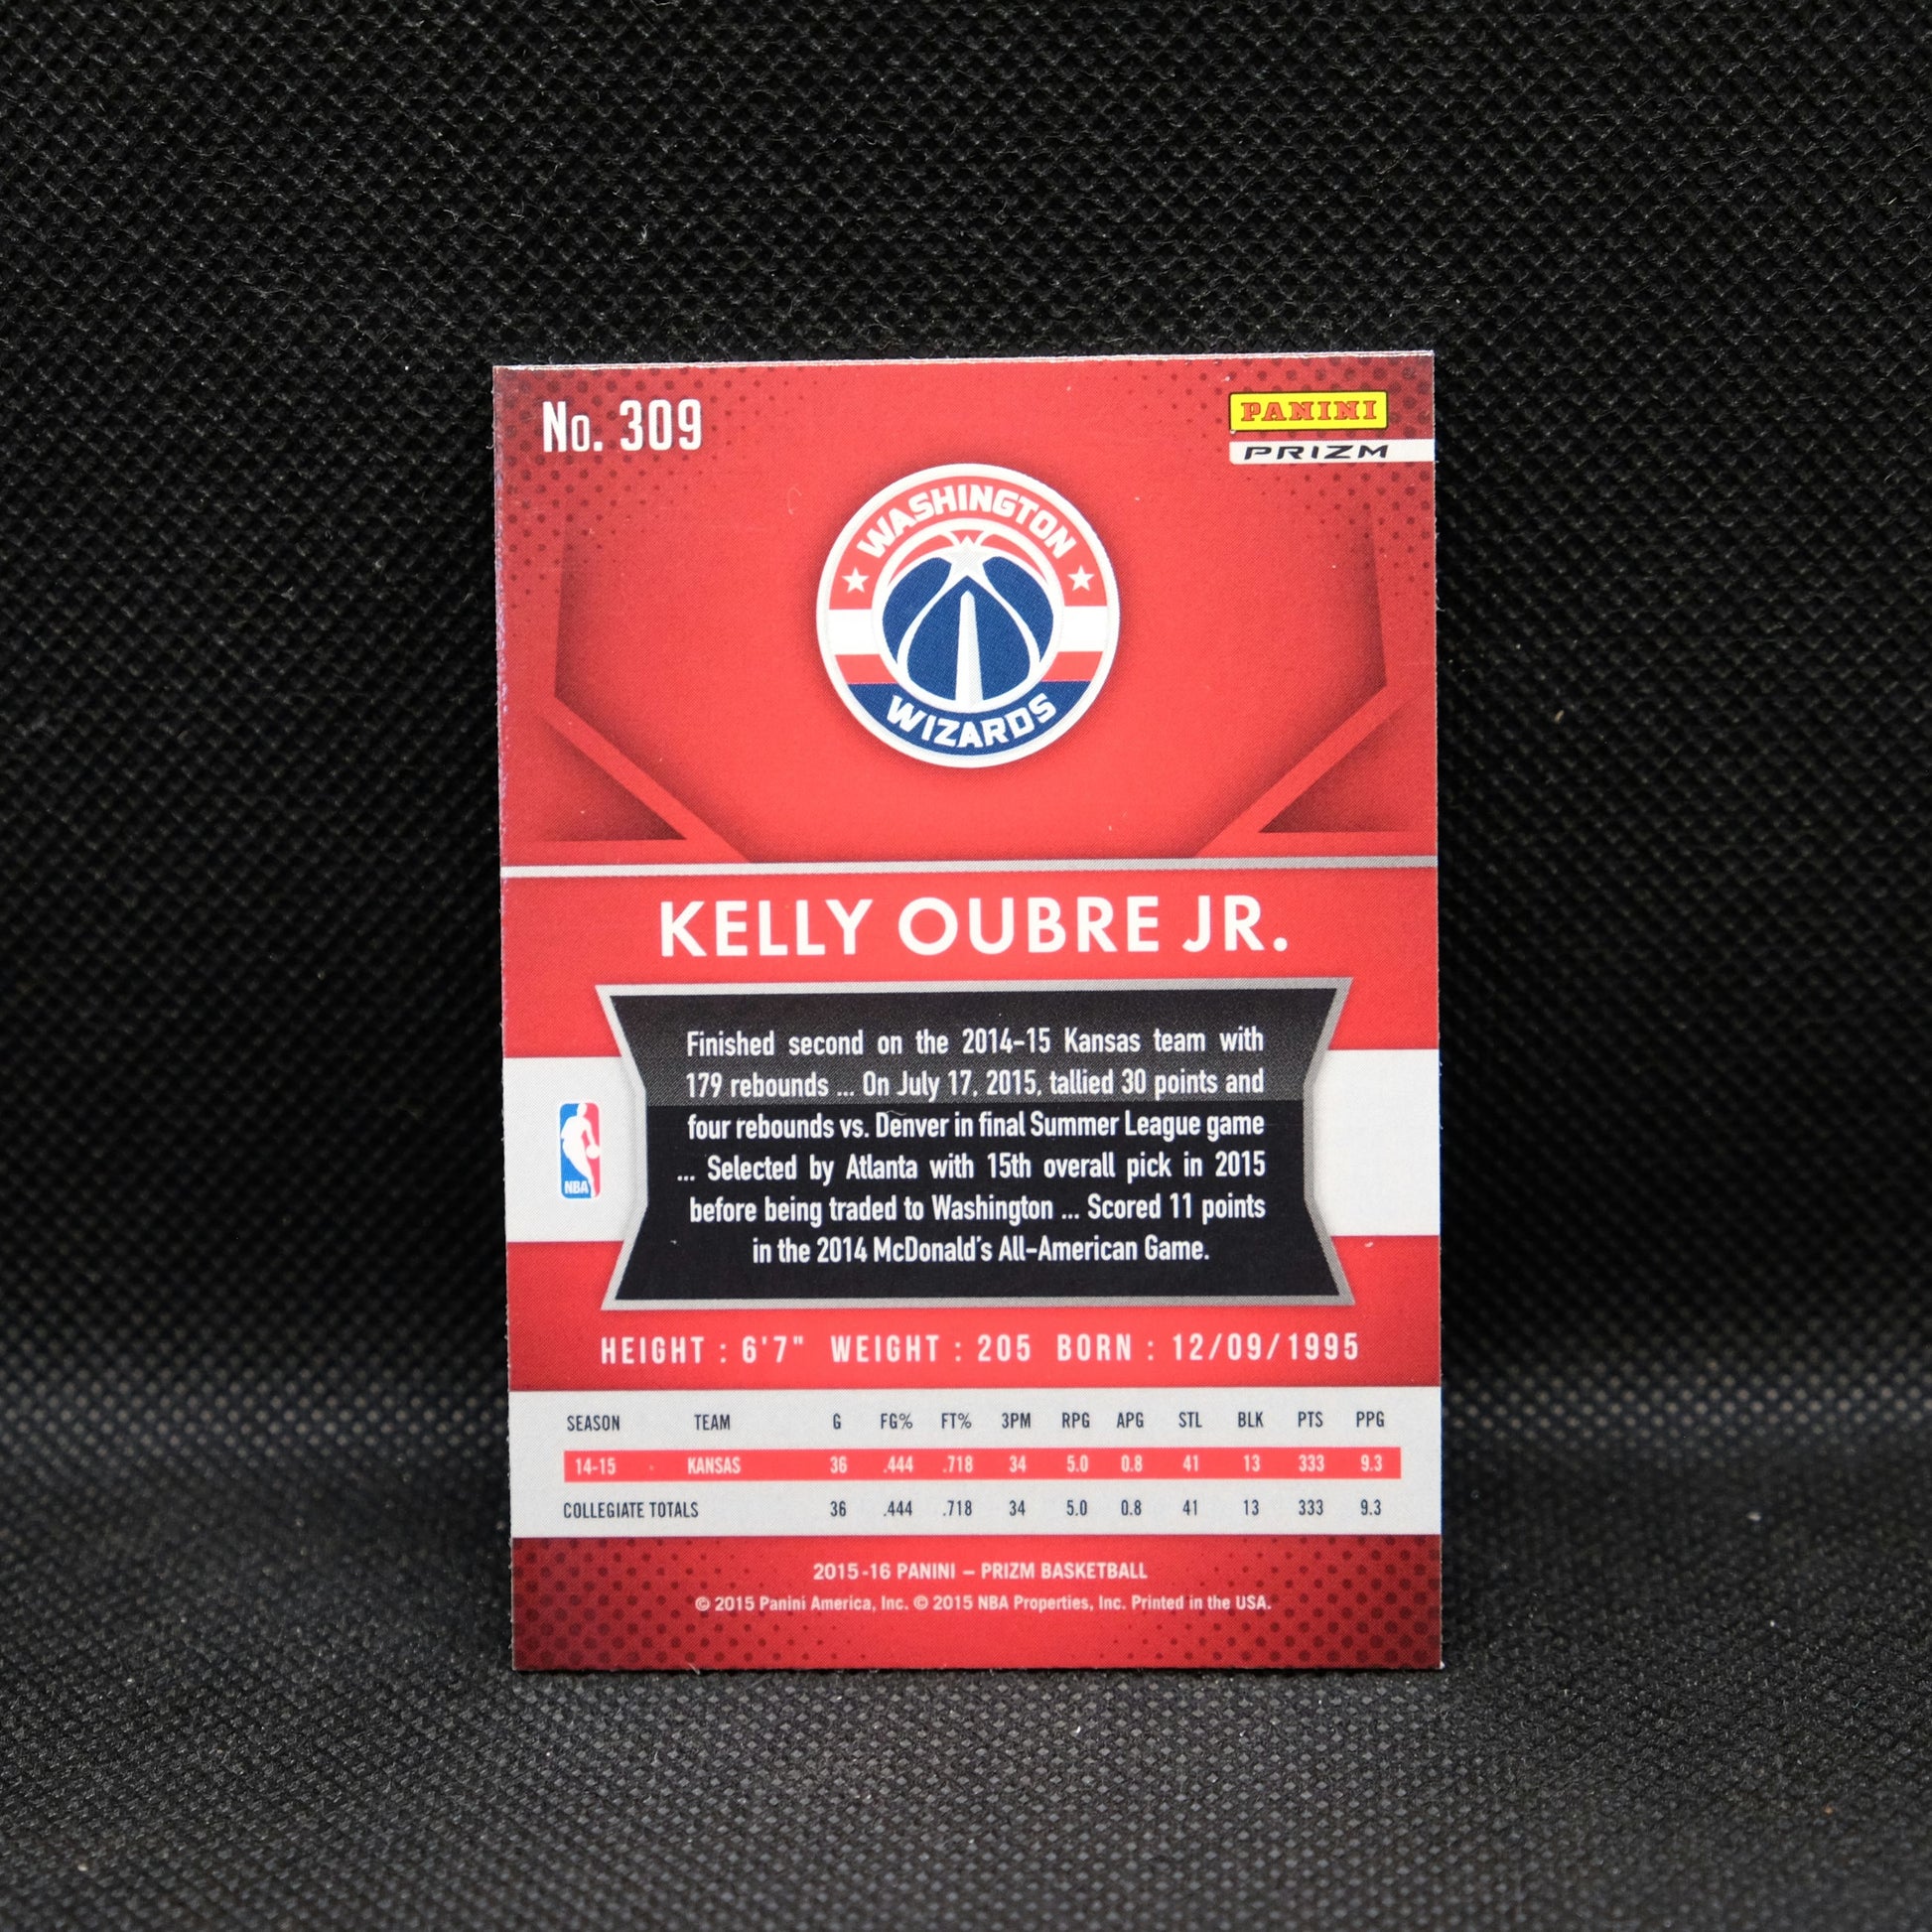 No. 309
PANINI
PRIZM
WASHINGTON
WIZARDS
KELLY OUBRE JR.
Finished second on the 2014-15 Kansas team with
179 rebounds ... On July 17, 2015, tallied 30 points and
four rebounds vs. Denver in final Summer League game
... Selected by Atlanta with 15th overall pick in 2015
before being traded to Washington ... Scored 11 points
in the 2014 McDonald's All-American Game.
NBA
HEIGHT : 6'7" WEIGHT : 205 BORN : 12/09/1995
SEASON TEAM G FG% FT% 3PM RPG APG STL BLK PTS PPG
14-15 KANSAS 36 .444 .718 34 5.0 0.8 41 13 333 9.3
COLLEGIATE TOTALS 36 .444 .718 34 5.0 0.8 41 13 333 9.3
2015-16 PANINI – PRIZM BASKETBALL
© 2015 Panini America, Inc. © 2015 NBA Properties, Inc. Printed in the USA.